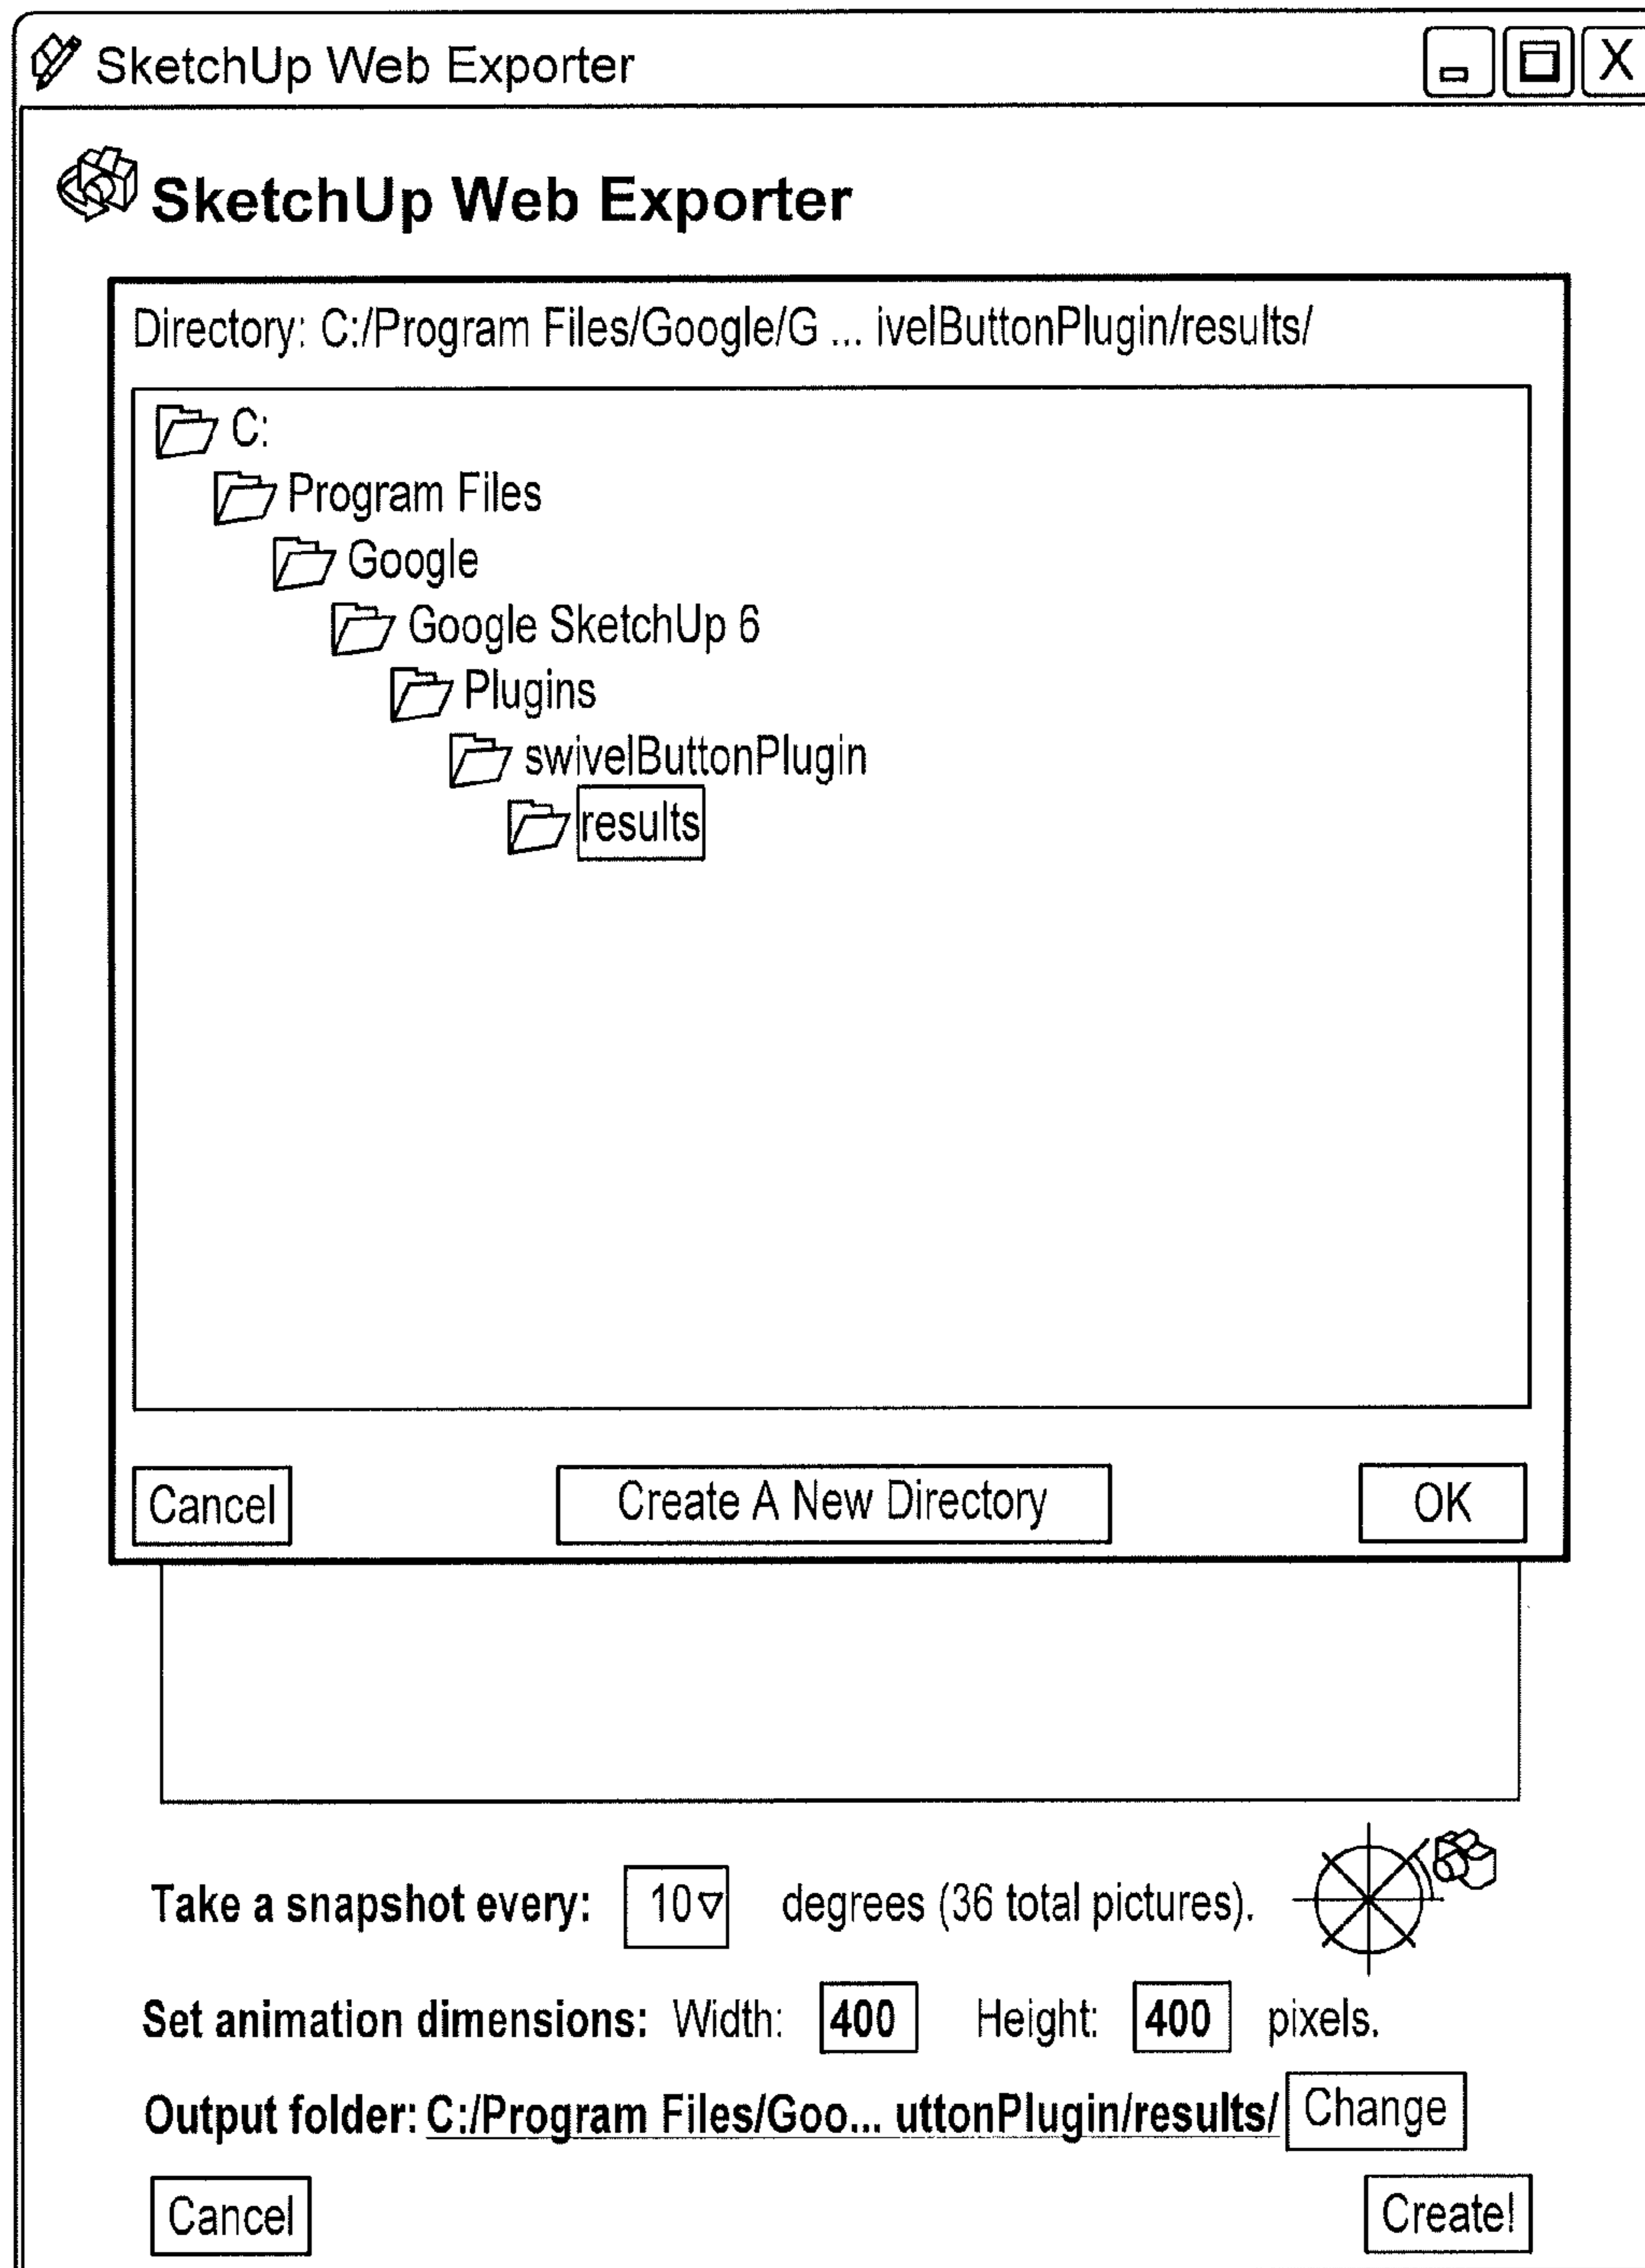 SketchUp Web Exporter
X
SketchUp Web Exporter
Directory: C:/Program Files/Google/G ... ivelButtonPlugin/results/
C:
Program Files
Google
Google SketchUp 6
Plugins
swivelButtonPlugin
results
Cancel Create A New Directory OK
Take a snapshot every: 10 degrees (36 total pictures).
Set animation dimensions: Width: 400 Height: 400 pixels.
Output folder: C:/Program Files/Goo... uttonPlugin/results/ Change
Cancel Create!